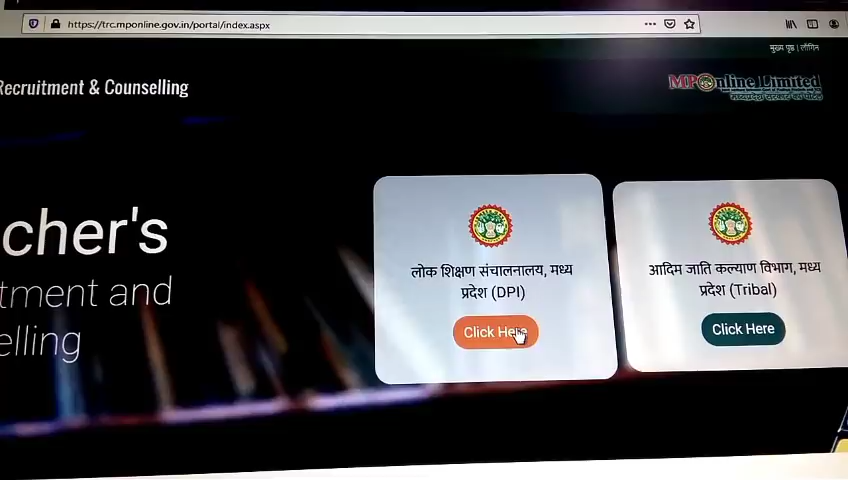 https://trc.mponline.gov.in/portal/index.aspx
मुख्य पृष्ठ | लॉगिन
Recruitment & Counselling
MPOnline Limited
cher's
tment and
elling
लोक शिक्षण संचालनालय, मध्य
प्रदेश (DPI)
Click Here
आदिम जाति कल्याण विभाग, मध्य
प्रदेश (Tribal)
Click Here